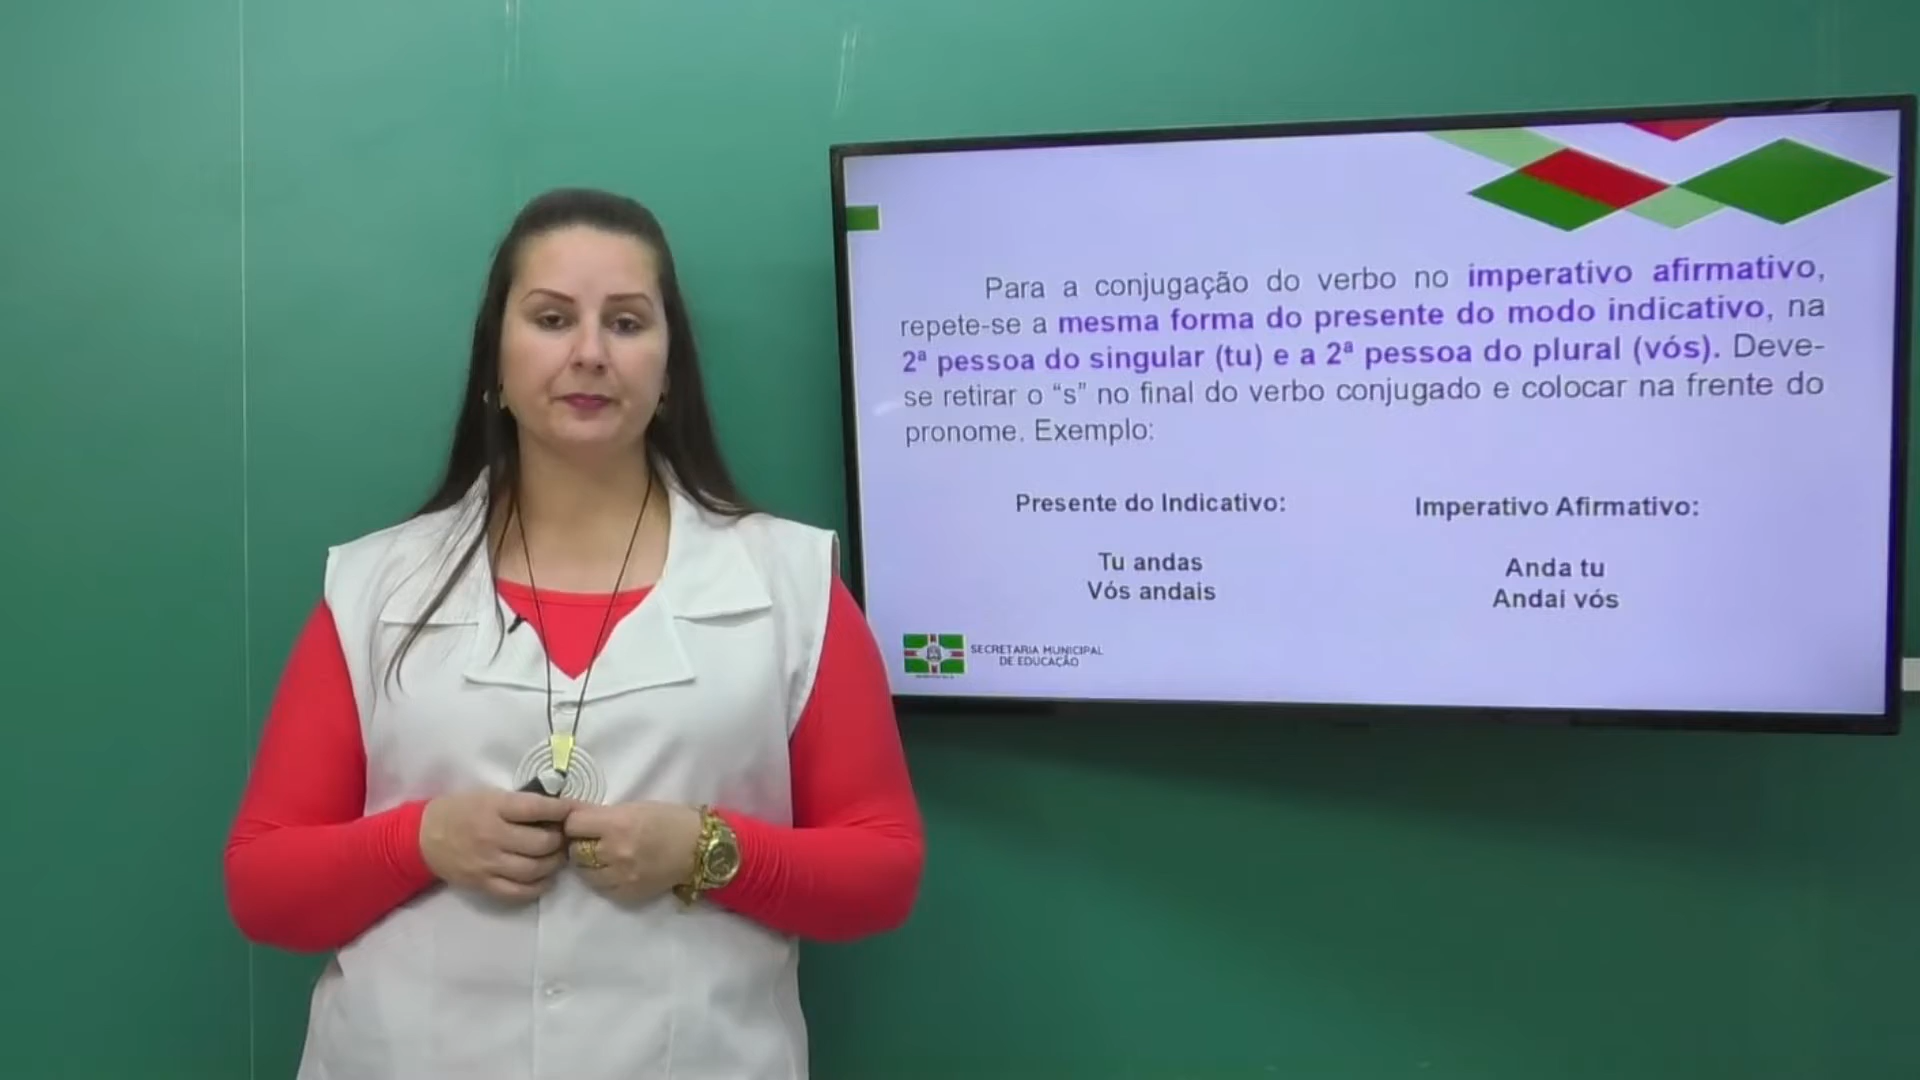 Para a conjugação do verbo no imperativo afirmativo,
repete-se a mesma forma do presente do modo indicativo, na
2ª pessoa do singular (tu) e a 2ª pessoa do plural (vós). Deve-
se retirar o “s” no final do verbo conjugado e colocar na frente do
pronome. Exemplo:
Presente do Indicativo:
Tu andas
Vós andais
Imperativo Afirmativo:
Anda tu
Andai vós
SECRETARIA MUNICIPAL
DE EDUCAÇÃO